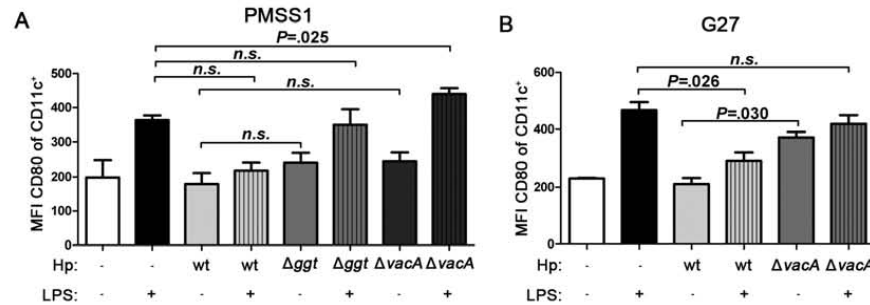 A
PMSS1
P=.025
n.s.
n.s.
n.s.
n.s.
MFI CD80 of CD11c⁺
500
400
300
200
100
0
Hp: - - wt wt Δggt Δggt ΔvacA ΔvacA
LPS: - + - + - + - +
B
G27
n.s.
P=.026
P=.030
MFI CD80 of CD11c⁺
600
400
200
0
Hp: - - wt wt ΔvacA ΔvacA
LPS: - + - + - +